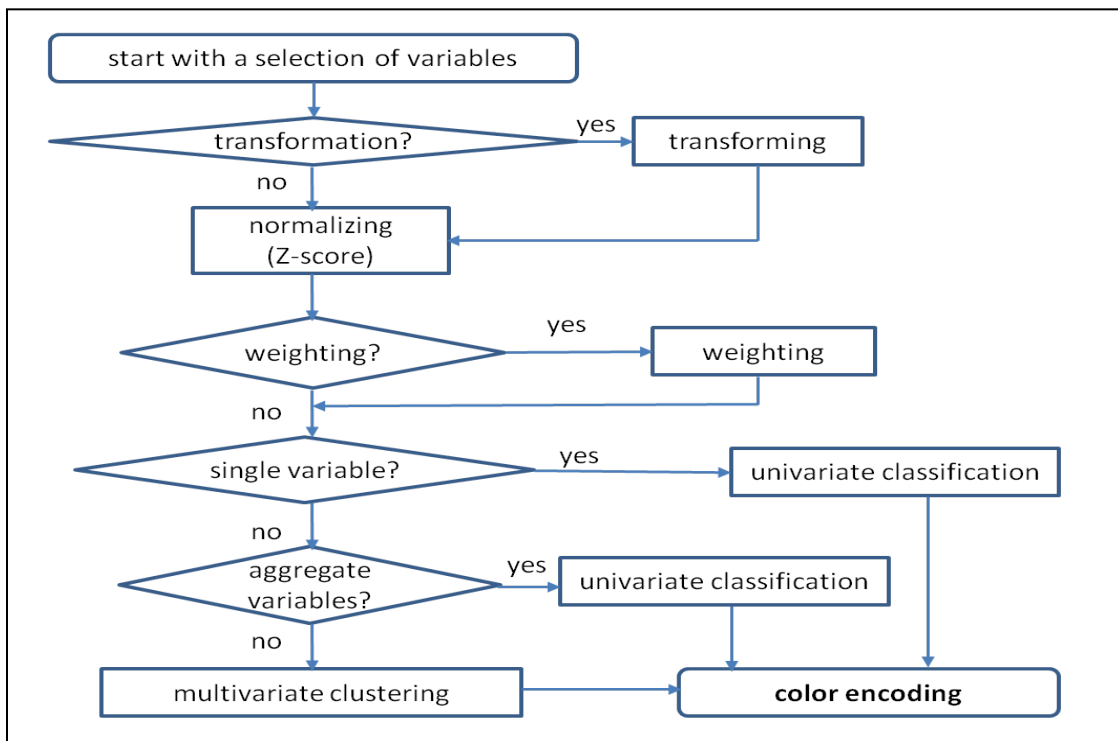 start with a selection of variables
transformation?
yes
transforming
no
normalizing
(Z-score)
weighting?
yes
weighting
no
single variable?
yes
univariate classification
no
aggregate
variables?
yes
univariate classification
no
multivariate clustering
color encoding